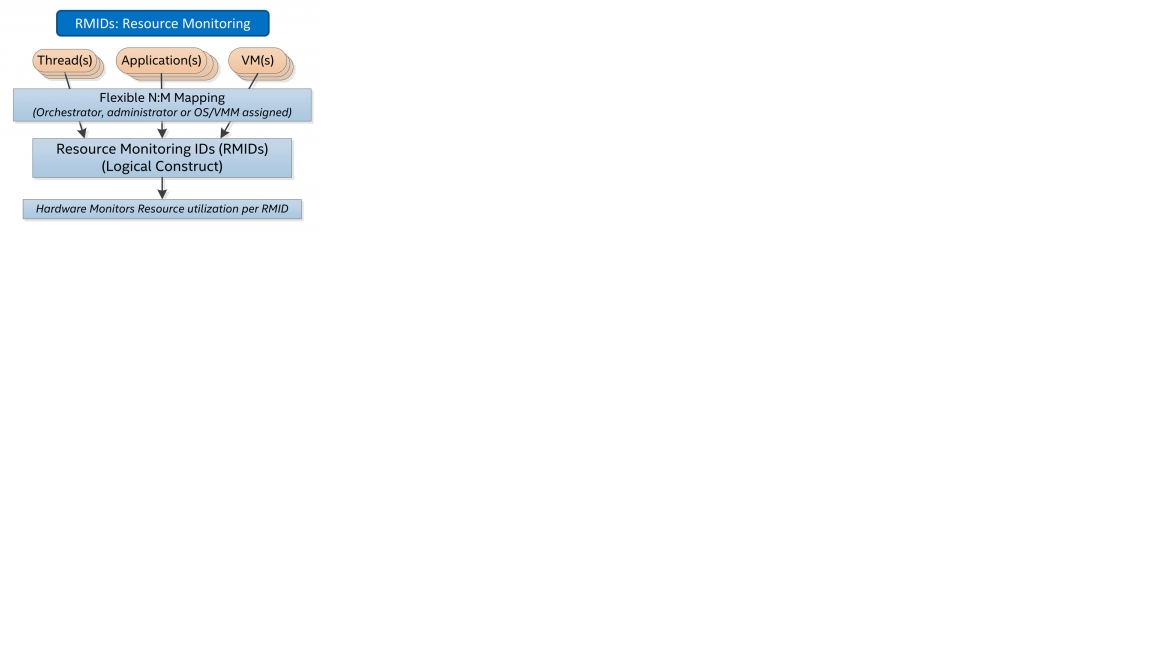 RMIDs: Resource Monitoring
Thread(s)
Application(s)
VM(s)
Flexible N:M Mapping
(Orchestrator, administrator or OS/VMM assigned)
Resource Monitoring IDs (RMIDs)
(Logical Construct)
Hardware Monitors Resource utilization per RMID